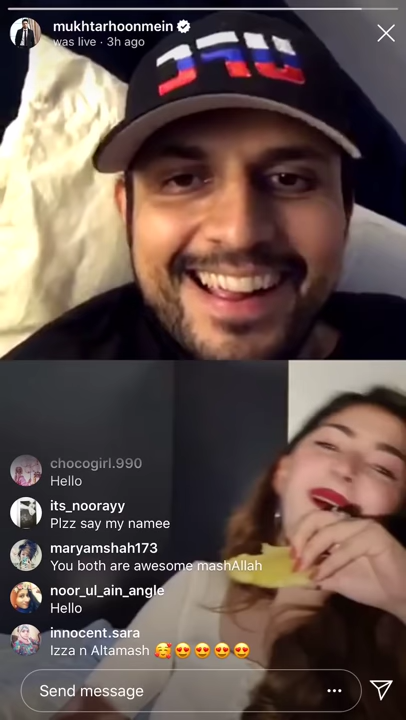 mukhtarhoonmein
was live · 3h ago
chocogirl.990
Hello
its_noorayy
Plzz say my namee
maryamshah173
You both are awesome mashAllah
noor_ul_ain_angle
Hello
innocent.sara
Izza n Altamash 🥰😍😍😍😍
Send message